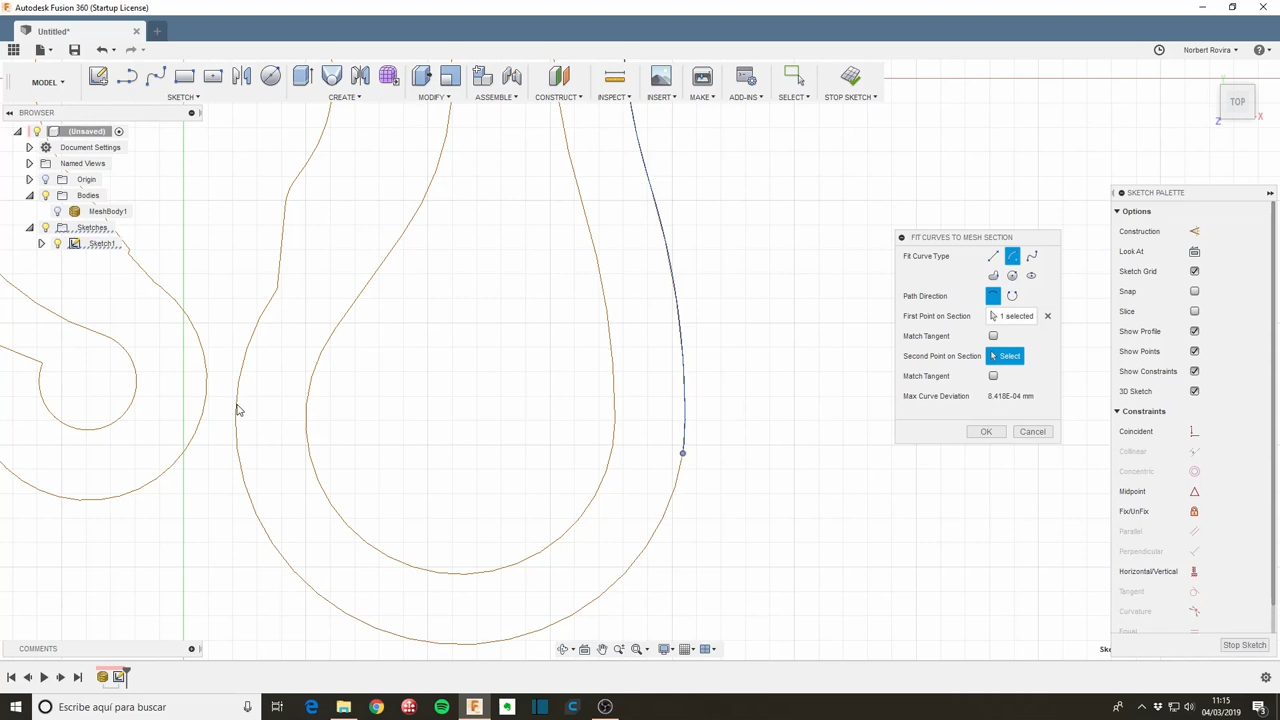 Autodesk Fusion 360 (Startup License)
Untitled*
Norbert Rovira
MODEL
SKETCH
CREATE
MODIFY
ASSEMBLE
CONSTRUCT
INSPECT
INSERT
MAKE
ADD-INS
SELECT
STOP SKETCH
TOP
Y
X
Z
BROWSER
(Unsaved)
Document Settings
Named Views
Origin
Bodies
MeshBody1
Sketches
Sketch1
FIT CURVES TO MESH SECTION
Fit Curve Type
Path Direction
First Point on Section 1 selected
Match Tangent
Second Point on Section Select
Match Tangent
Max Curve Deviation 8.418E-04 mm
OK Cancel
SKETCH PALETTE
Options
Construction
Look At
Sketch Grid
Snap
Slice
Show Profile
Show Points
Show Constraints
3D Sketch
Constraints
Coincident
Collinear
Concentric
Midpoint
Fix/UnFix
Parallel
Perpendicular
Horizontal/Vertical
Tangent
Curvature
Equal
Stop Sketch
COMMENTS
Escribe aquí para buscar
11:15
04/03/2019